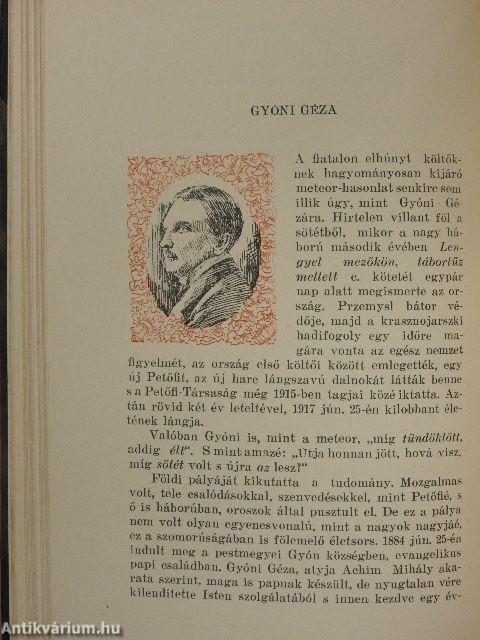 GYÓNI GÉZA
A fiatalon elhúnyt költők-
nek hagyományosan kijáró
meteor-hasonlat senkire sem
illik úgy, mint Gyóni Gé-
zára. Hirtelen villant föl a
sötétből, mikor a nagy há-
ború második évében Len-
gyel mezőkön, tábortűz
mellett c. kötetét egypár
nap alatt megismerte az or-
szág. Przemysl bátor vé-
dője, majd a krasznojarszki
hadifogoly egy időre ma-
gára vonta az egész nemzet
figyelmét, az ország első költői között emlegették, egy
új Petőfit, az új harc lángszavú dalnokát látták benne
s a Petőfi-Társaság még 1915-ben tagjai közé iktatta. Az-
tán rövid két év leteltével, 1917 jún. 25-én kilobbant éle-
tének lángja.
Valóban Gyóni is, mint a meteor, „míg tündöklött,
addig élt". S mint amazé: „Utja honnan jött, hová visz,
míg sötét volt s újra az lesz?"
Földi pályáját kikutatta a tudomány. Mozgalmas
volt, tele csalódásokkal, szenvedésekkel, mint Petőfié, s
ő is háborúban, oroszok által pusztult el. De ez a pálya
nem volt olyan egyenesvonalú, mint a nagyok nagyjáé,
ez a szomorúságában is fölemelő életsors. 1884 jún. 25-én
indult meg a pestmegyei Gyón községben, evangelikus
papi családban. Gyóni Géza, atyja Achim Mihály aka-
rata szerint, maga is papnak készült, de nyugtalan vére
kilendítette Isten szolgálatából s innen kezdve egy év-
Antikvárium.hu